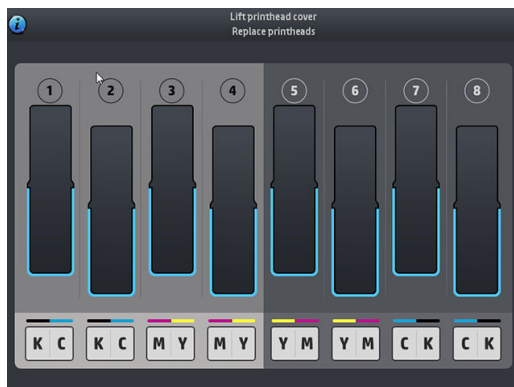 Lift printhead cover
Replace printheads
1 2 3 4 5 6 7 8
K C K C M Y M Y Y M Y M C K C K